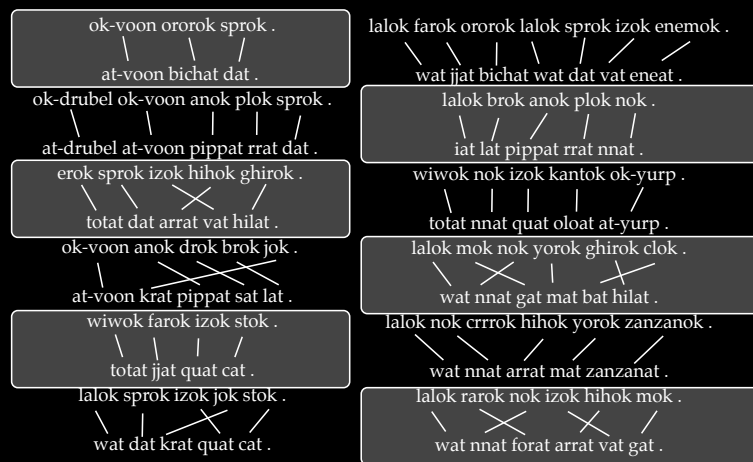 ok-voon ororok sprok .
at-voon bichat dat .
ok-drubel ok-voon anok plok sprok .
at-drubel at-voon pippat rrat dat .
erok sprok izok hihok ghirok .
totat dat arrat vat hilat .
ok-voon anok drok brok jok .
at-voon krat pippat sat lat .
wiwok farok izok stok .
totat jjat quat cat .
lalok sprok izok jok stok .
wat dat krat quat cat .
lalok farok ororok lalok sprok izok enemok .
wat jjat bichat wat dat vat eneat .
lalok brok anok plok nok .
iat lat pippat rrat nnat .
wiwok nok izok kantok ok-yurp .
totat nnat quat oloat at-yurp .
lalok mok nok yorok ghirok clok .
wat nnat gat mat bat hilat .
lalok nok crrrok hihok yorok zanzanok .
wat nnat arrat mat zanzanat .
lalok rarok nok izok hihok mok .
wat nnat forat arrat vat gat .